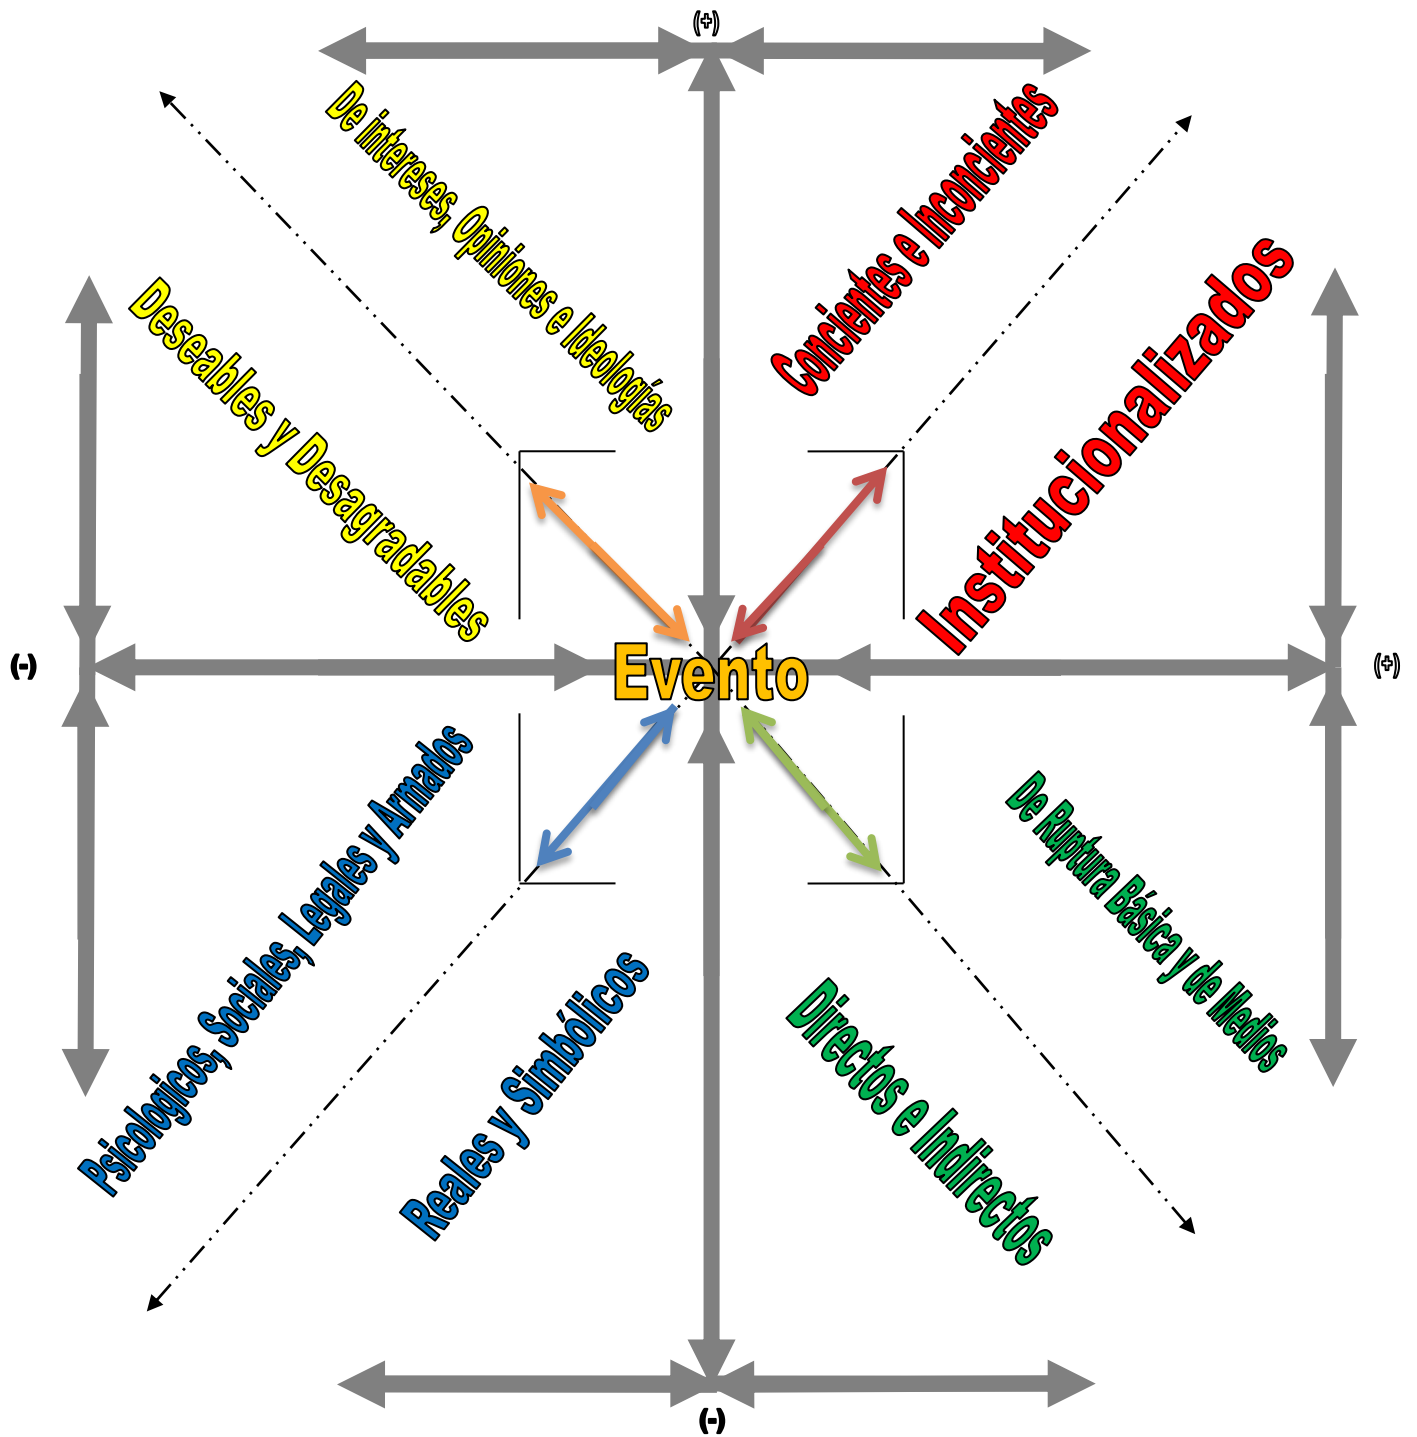 (+)
De intereses, Opiniones e Ideologías
Concientes e Inconcientes
Deseables y Desagradables
Institucionalizados
(-)
Evento
(+)
Psicologicos, Sociales, Legales y Armados
De Ruptura Básica y de Medios
Reales y Simbólicos
Directos e Indirectos
(-)